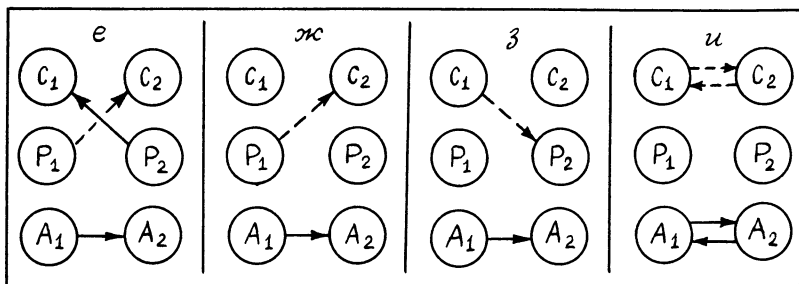 е ж з и
C₁ C₂ C₁ C₂ C₁ C₂ C₁ C₂
P₁ P₂ P₁ P₂ P₁ P₂ P₁ P₂
A₁ A₂ A₁ A₂ A₁ A₂ A₁ A₂